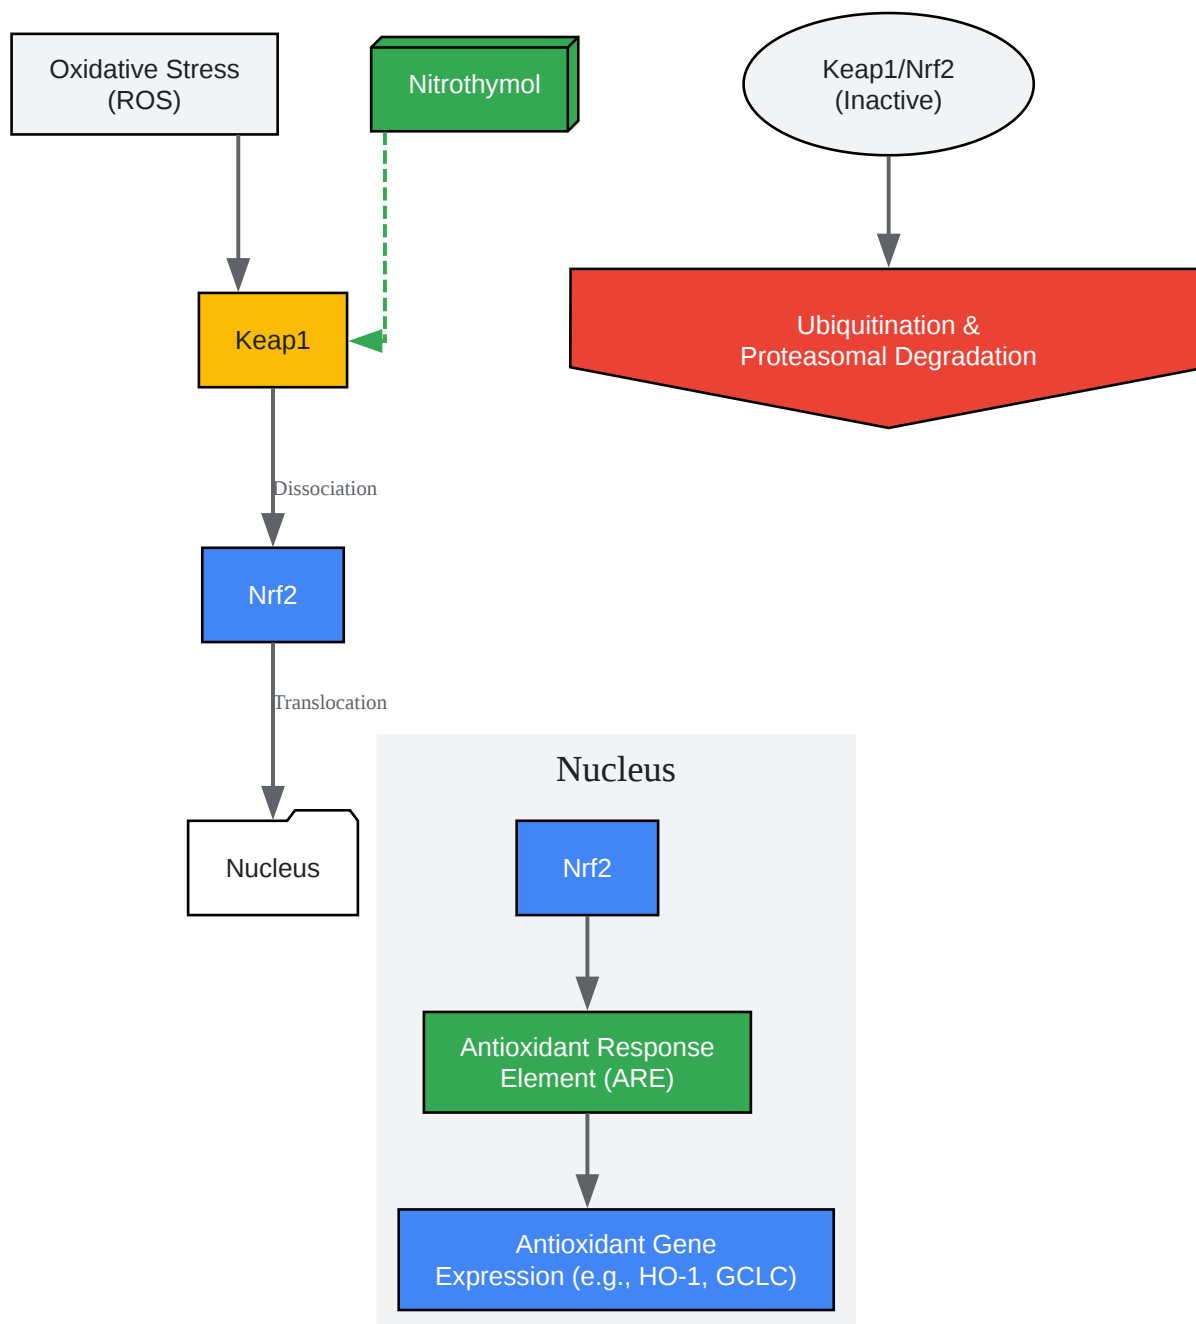 Oxidative Stress
(ROS)
Nitrothymol
Keap1/Nrf2
(Inactive)
Keap1
Ubiquitination &
Proteasomal Degradation
Dissociation
Nrf2
Translocation
Nucleus
Nucleus
Nrf2
Antioxidant Response
Element (ARE)
Antioxidant Gene
Expression (e.g., HO-1, GCLC)